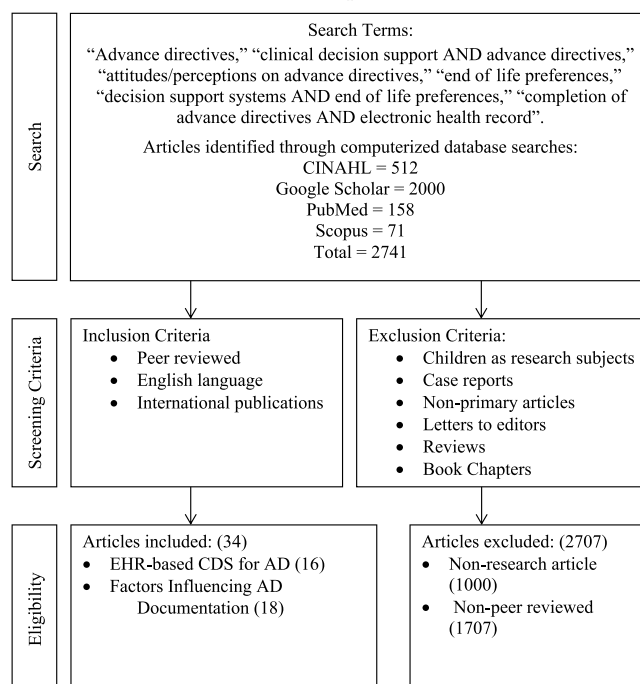 Search
Search Terms:
“Advance directives,” “clinical decision support AND advance directives,”
“attitudes/perceptions on advance directives,” “end of life preferences,”
“decision support systems AND end of life preferences,” “completion of
advance directives AND electronic health record”.
Articles identified through computerized database searches:
CINAHL = 512
Google Scholar = 2000
PubMed = 158
Scopus = 71
Total = 2741
Screening Criteria
Inclusion Criteria
• Peer reviewed
• English language
• International publications
Exclusion Criteria:
• Children as research subjects
• Case reports
• Non-primary articles
• Letters to editors
• Reviews
• Book Chapters
Eligibility
Articles included: (34)
• EHR-based CDS for AD (16)
• Factors Influencing AD
Documentation (18)
Articles excluded: (2707)
• Non-research article
(1000)
• Non-peer reviewed
(1707)